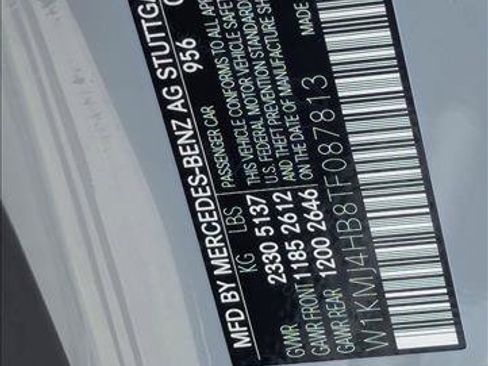 MFD BY MERCEDES-BENZ AG STUTTGA
956
KG LBS
GVWR 2330 5137
GAWR FRONT 1185 2612
GAWR REAR 1200 2646
PASSENGER CAR
THIS VEHICLE CONFORMS TO ALL APP
U.S. FEDERAL MOTOR VEHICLE SAFET
AND THEFT PREVENTION STANDARD
ON THE DATE OF MANUFACTURE SH
W1KMJ4HB8TF087813
MADE